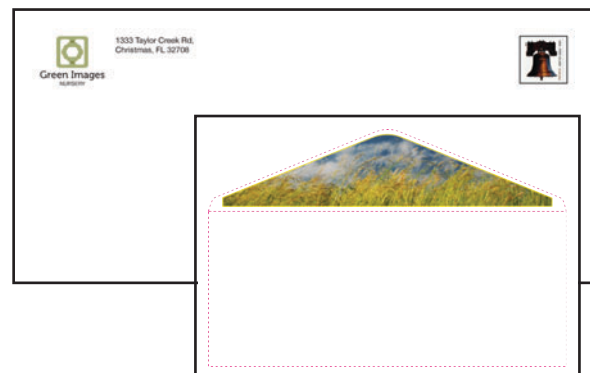 1333 Taylor Creek Rd,
Christmas, FL 32708
Green Images
NURSERY